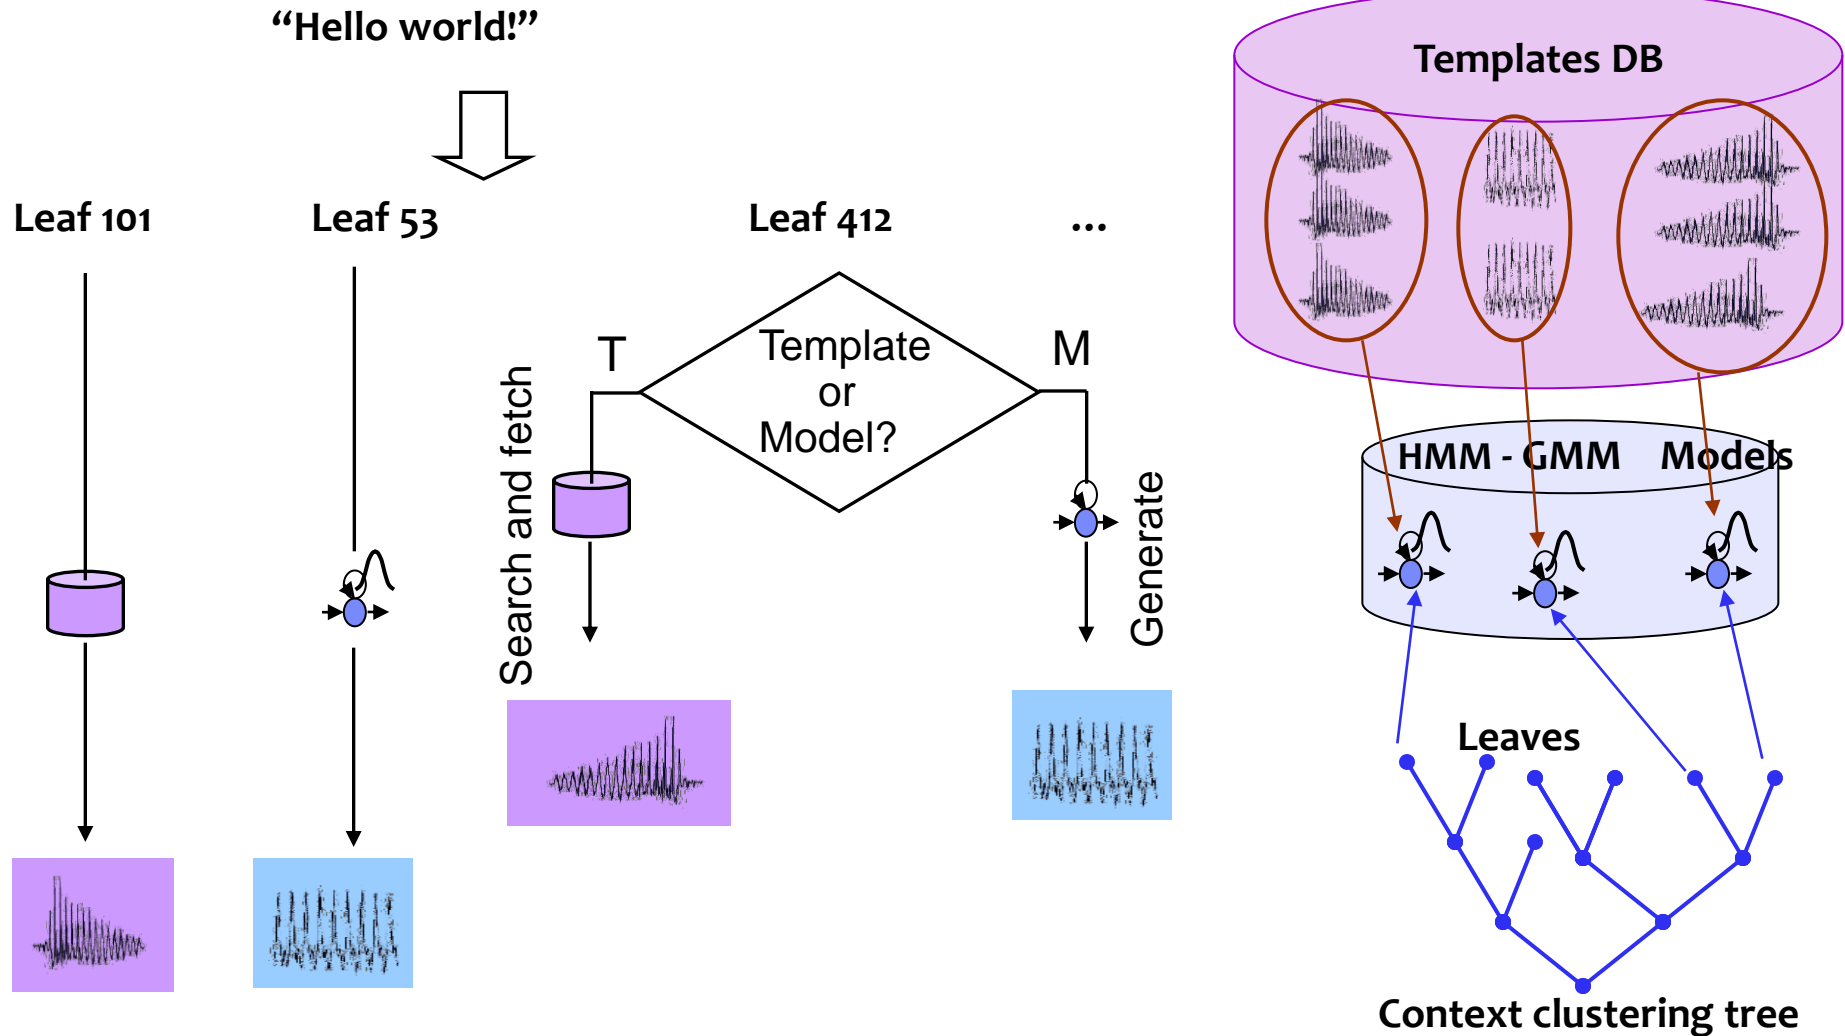 “Hello world!”
Leaf 101
Leaf 53
Leaf 412
...
T
Template
or
Model?
M
Search and fetch
Generate
Templates DB
HMM - GMM Models
Leaves
Context clustering tree